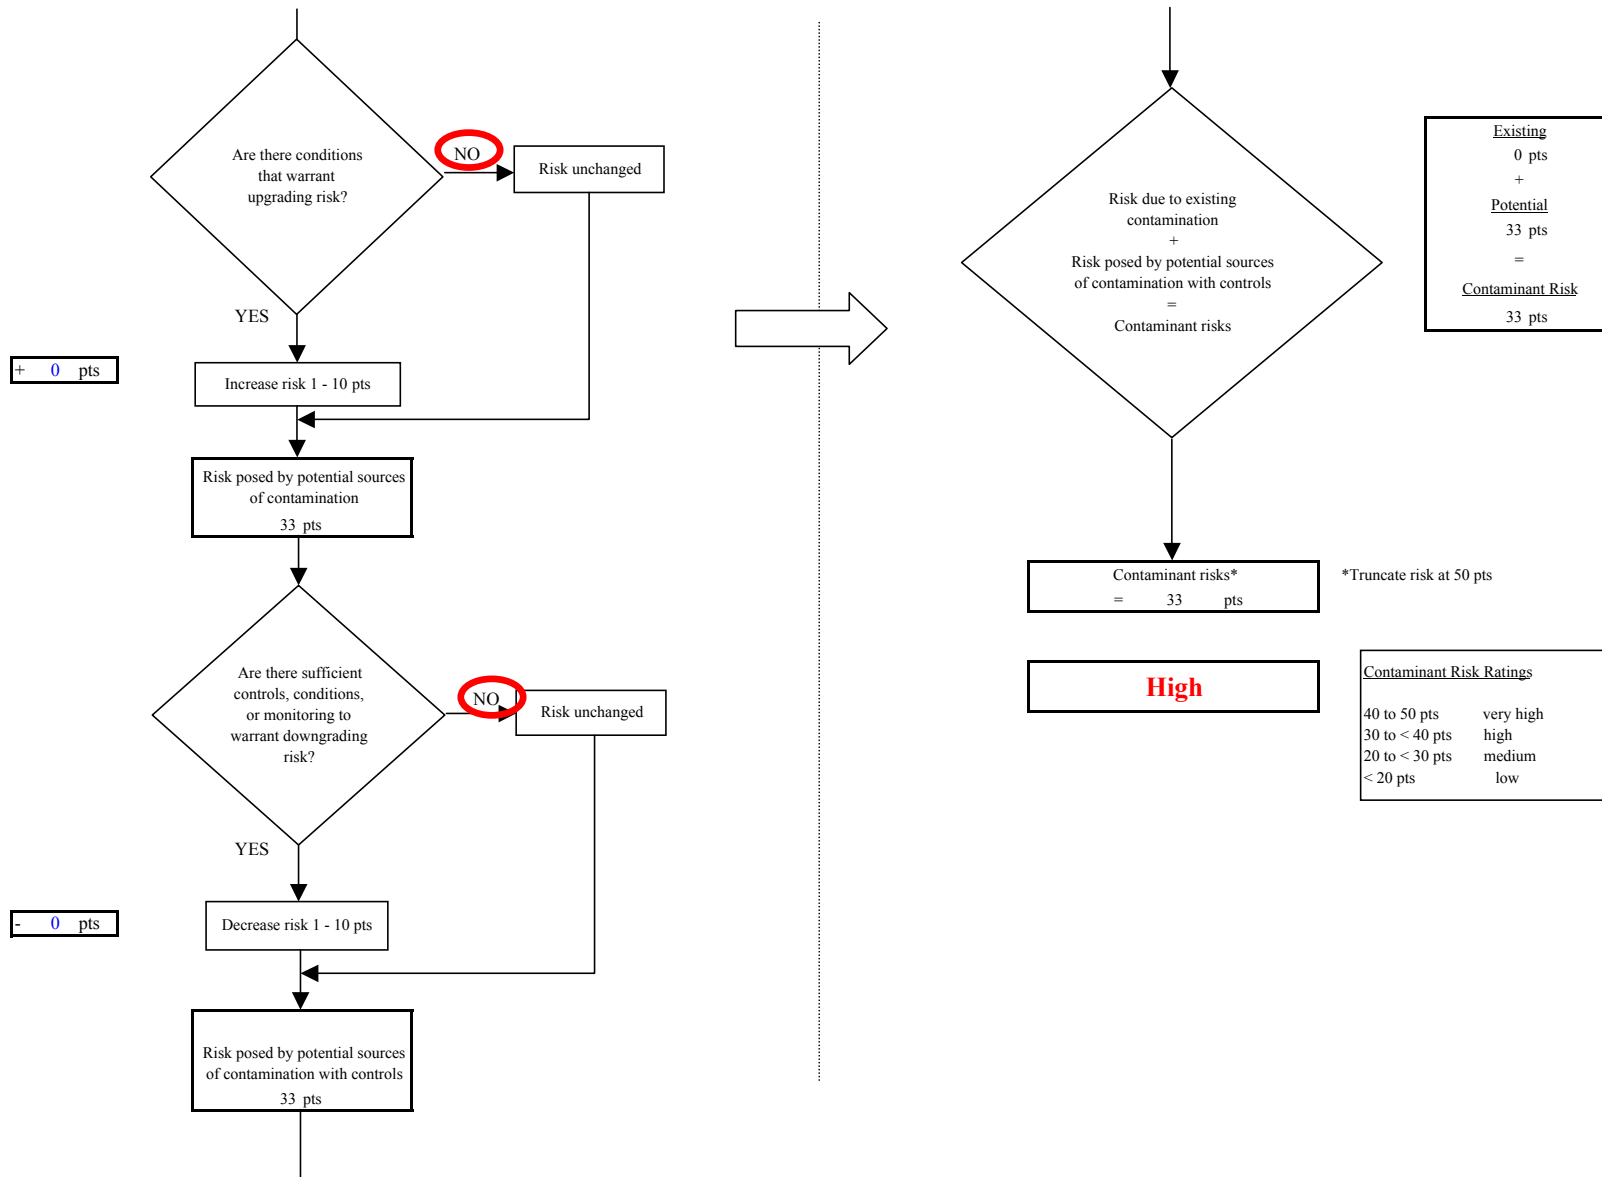 Are there conditions
that warrant
upgrading risk?
NO
Risk unchanged
YES
+ 0 pts
Increase risk 1 - 10 pts
Risk posed by potential sources
of contamination
33 pts
Are there sufficient
controls, conditions,
or monitoring to
warrant downgrading
risk?
NO
Risk unchanged
YES
- 0 pts
Decrease risk 1 - 10 pts
Risk posed by potential sources
of contamination with controls
33 pts
Risk due to existing
contamination
+
Risk posed by potential sources
of contamination with controls
=
Contaminant risks
Existing
0 pts
+
Potential
33 pts
=
Contaminant Risk
33 pts
Contaminant risks*
= 33 pts
*Truncate risk at 50 pts
High
Contaminant Risk Ratings
40 to 50 pts very high
30 to < 40 pts high
20 to < 30 pts medium
< 20 pts low